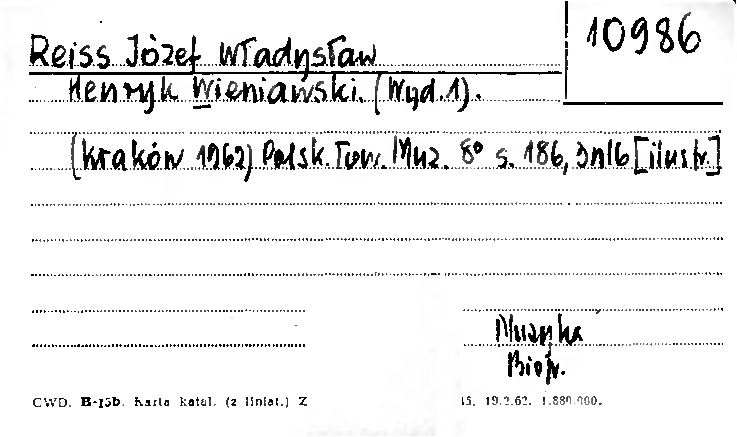 10986
Reiss Józef Władysław
Henryk Wieniawski. (Wyd. 1).
(Kraków 1962) Polsk. Tow. Muz. 8° s. 186, 3nlb [ilustr.]
Muzyka
Biogr.
CWD. B-15b. Karta katal. (z liniat.) Z 15. 19.2.62. 1.880.000.